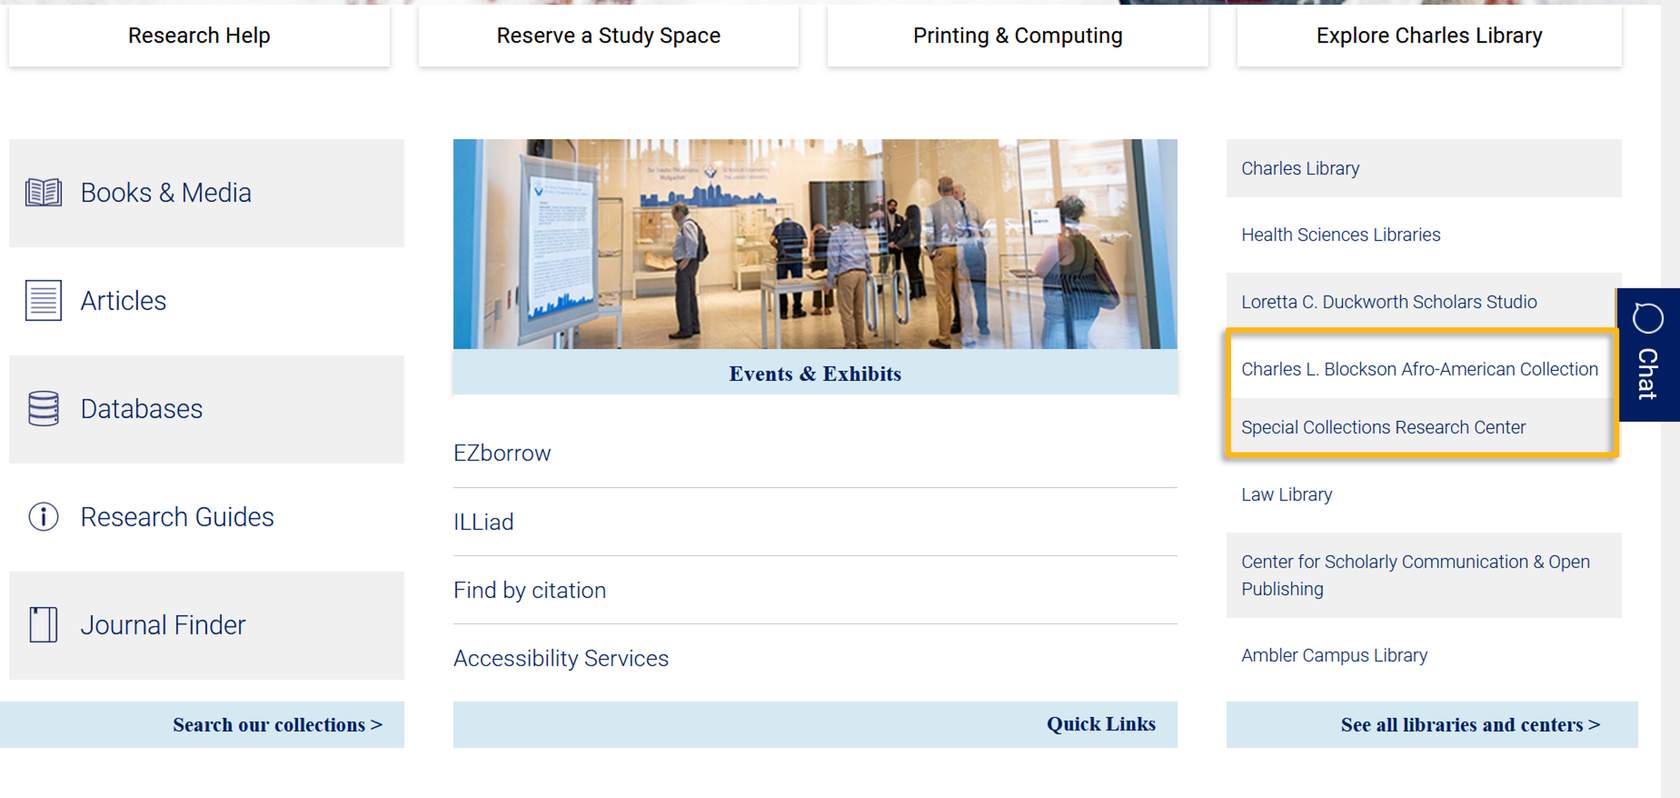 Research Help
Reserve a Study Space
Printing & Computing
Explore Charles Library
Books & Media
Articles
Databases
Research Guides
Journal Finder
Search our collections >
Events & Exhibits
EZborrow
ILLiad
Find by citation
Accessibility Services
Quick Links
Charles Library
Health Sciences Libraries
Loretta C. Duckworth Scholars Studio
Charles L. Blockson Afro-American Collection
Special Collections Research Center
Law Library
Center for Scholarly Communication & Open
Publishing
Ambler Campus Library
See all libraries and centers >
Chat